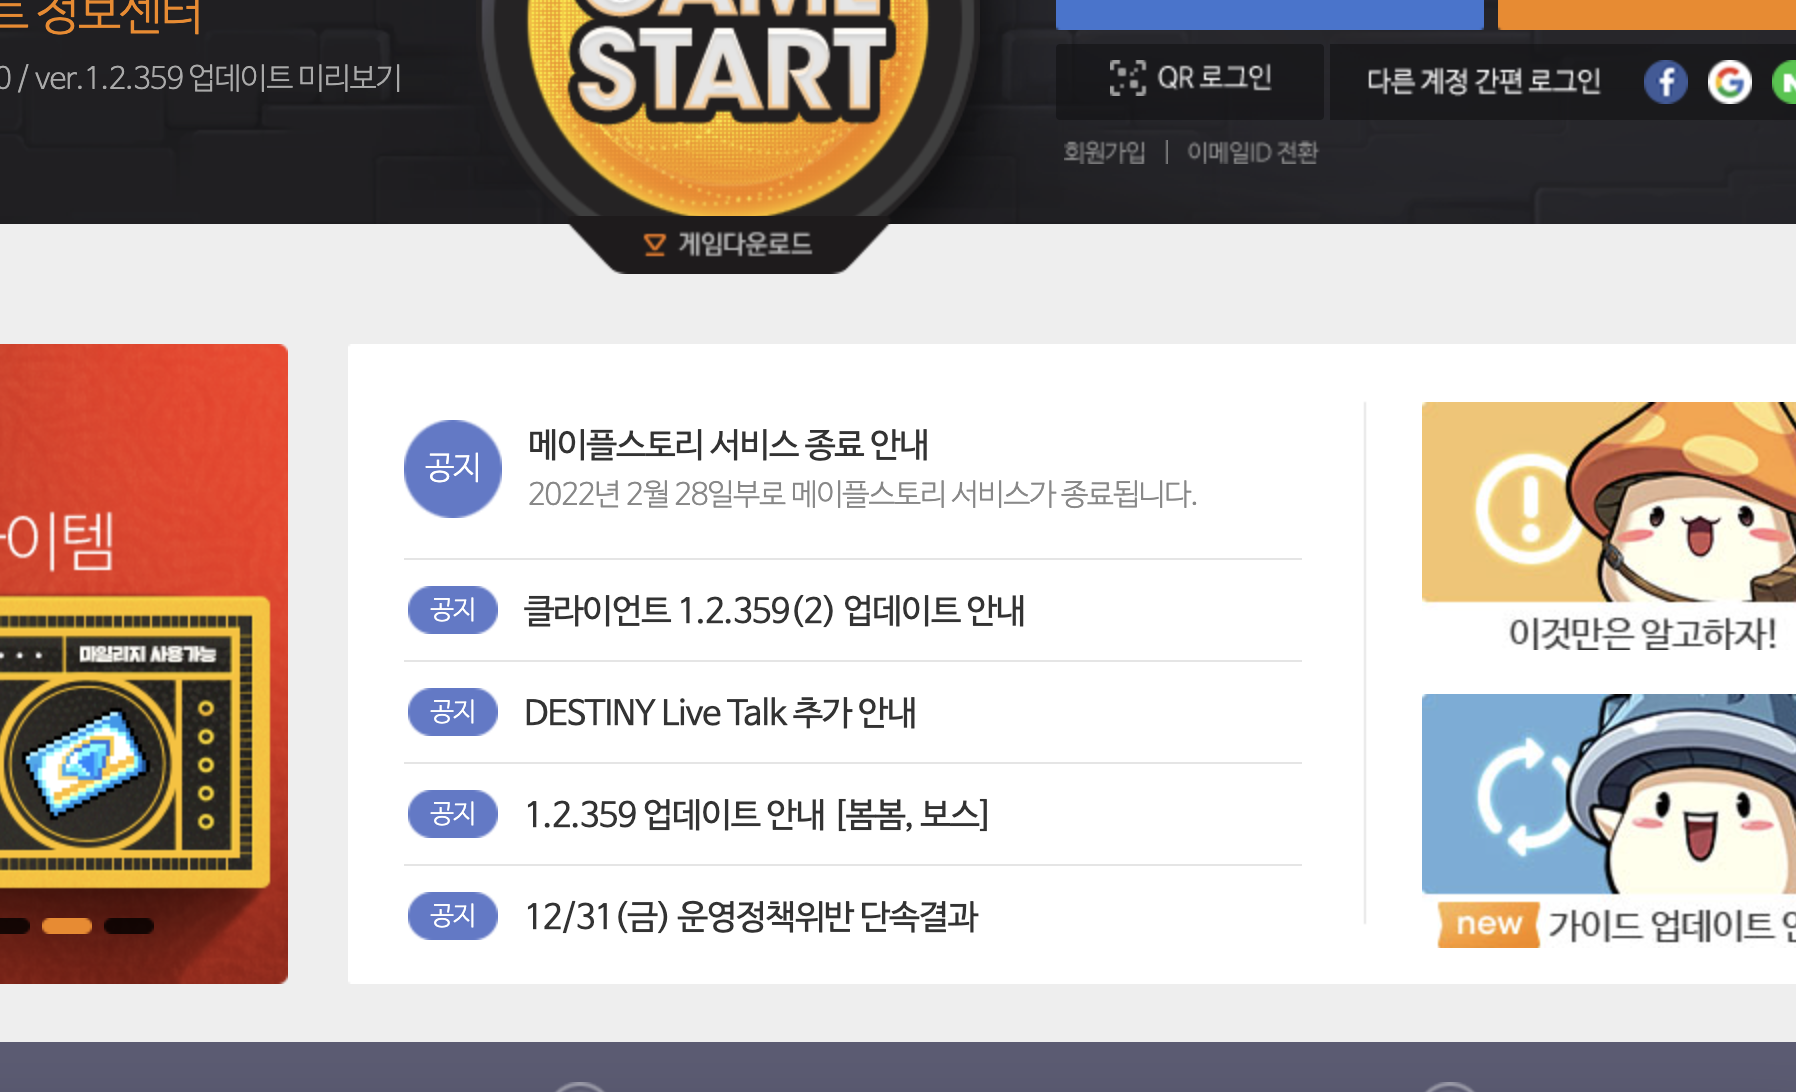 트 정보센터
0 / ver.1.2.359 업데이트 미리보기
GAME
START
게임다운로드
QR 로그인
다른 계정 간편 로그인
f
G
N
회원가입 | 이메일ID 전환
아이템
마일리지 사용가능
공지
메이플스토리 서비스 종료 안내
2022년 2월 28일부로 메이플스토리 서비스가 종료됩니다.
공지 클라이언트 1.2.359(2) 업데이트 안내
공지 DESTINY Live Talk 추가 안내
공지 1.2.359 업데이트 안내 [봄봄, 보스]
공지 12/31(금) 운영정책위반 단속결과
이것만은 알고하자!
new 가이드 업데이트